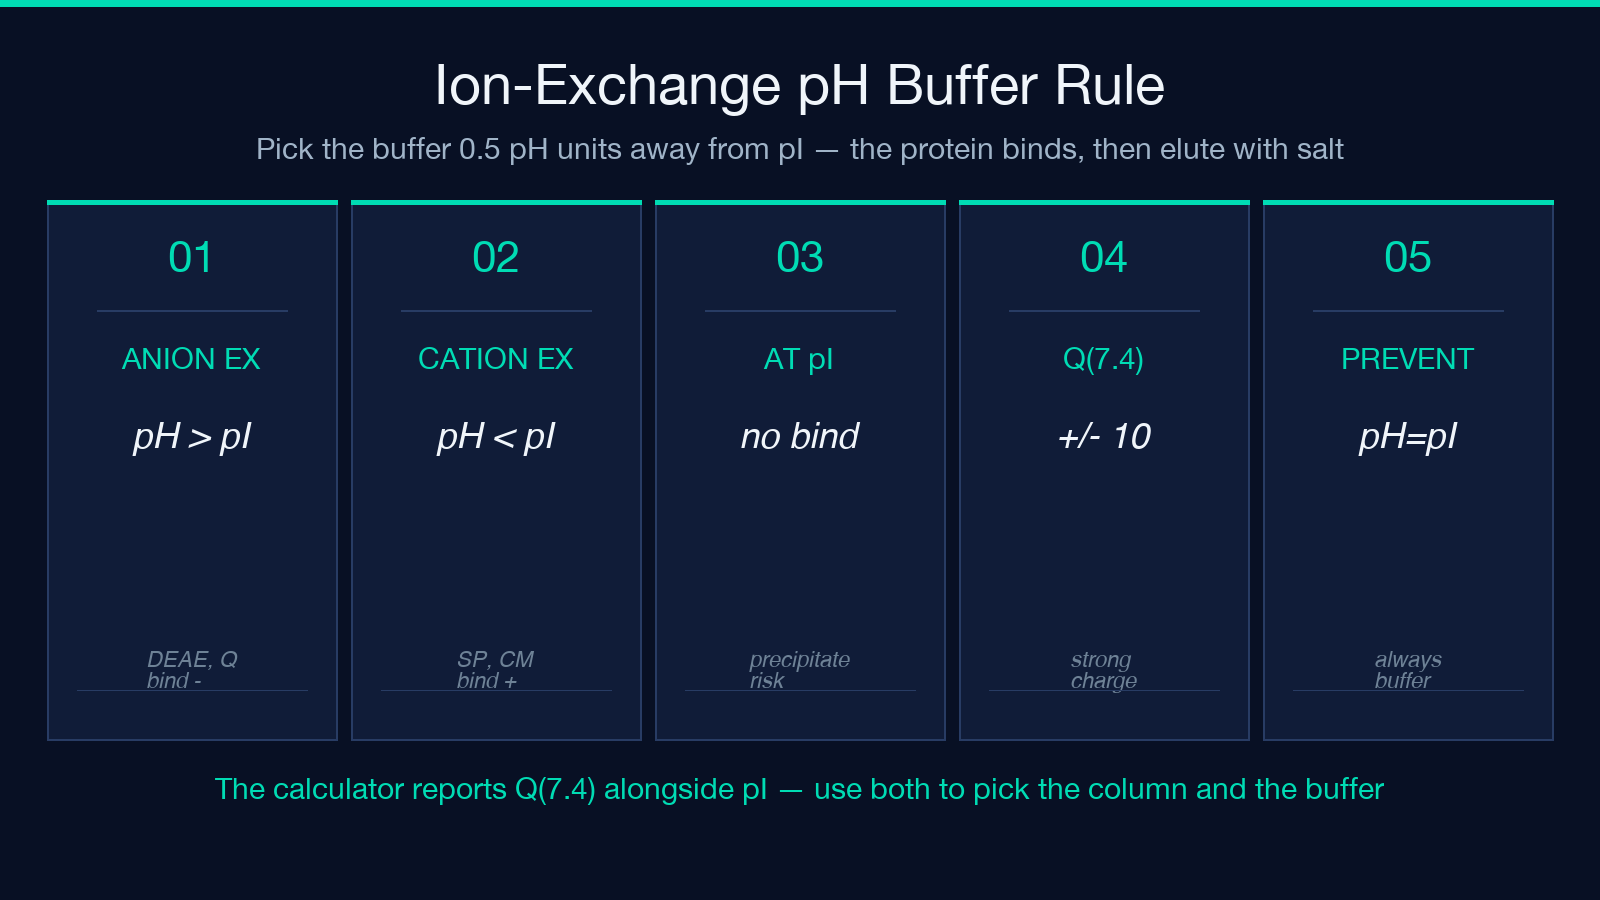 Ion-Exchange pH Buffer Rule
Pick the buffer 0.5 pH units away from pI — the protein binds, then elute with salt
01
ANION EX
pH > pI
DEAE, Q
bind -
02
CATION EX
pH < pI
SP, CM
bind +
03
AT pI
no bind
precipitate
risk
04
Q(7.4)
+/- 10
strong
charge
05
PREVENT
pH=pI
always
buffer
The calculator reports Q(7.4) alongside pI — use both to pick the column and the buffer